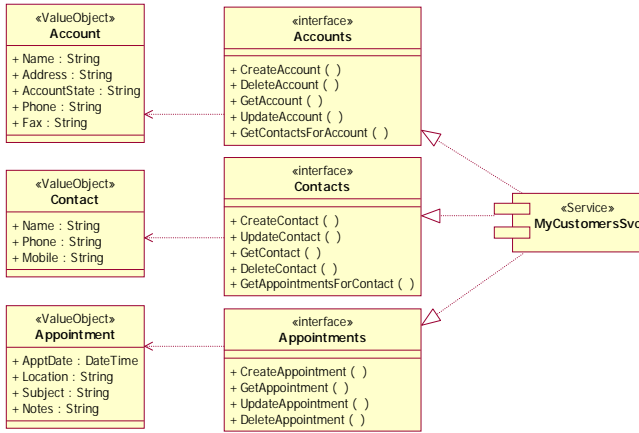 «ValueObject»
Account
+ Name : String
+ Address : String
+ AccountState : String
+ Phone : String
+ Fax : String
«interface»
Accounts
+ CreateAccount ( )
+ DeleteAccount ( )
+ GetAccount ( )
+ UpdateAccount ( )
+ GetContactsForAccount ( )
«ValueObject»
Contact
+ Name : String
+ Phone : String
+ Mobile : String
«interface»
Contacts
+ CreateContact ( )
+ UpdateContact ( )
+ GetContact ( )
+ DeleteContact ( )
+ GetAppointmentsForContact ( )
«Service»
MyCustomersSvc
«ValueObject»
Appointment
+ ApptDate : DateTime
+ Location : String
+ Subject : String
+ Notes : String
«interface»
Appointments
+ CreateAppointment ( )
+ GetAppointment ( )
+ UpdateAppointment ( )
+ DeleteAppointment ( )